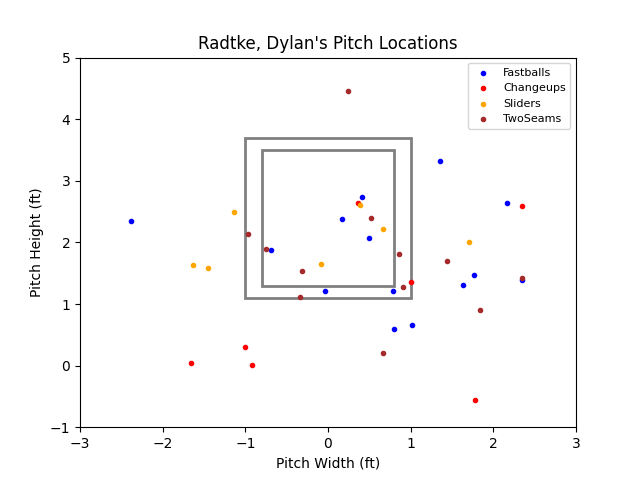 Radtke, Dylan's Pitch Locations
Fastballs
Changeups
Sliders
TwoSeams
5
4
3
2
1
0
−1
−3
−2
−1
0
1
2
3
Pitch Height (ft)
Pitch Width (ft)